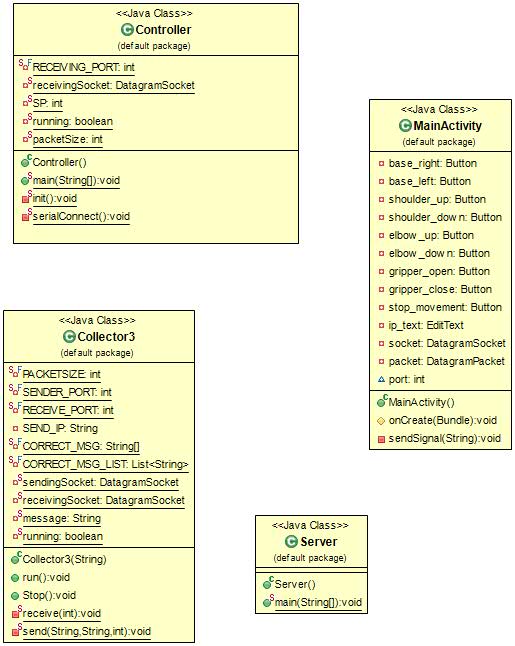 <<Java Class>>
Controller
(default package)
RECEIVING_PORT: int
receivingSocket: DatagramSocket
SP: int
running: boolean
packetSize: int
Controller()
main(String[]):void
init():void
serialConnect():void
<<Java Class>>
MainActivity
(default package)
base_right: Button
base_left: Button
shoulder_up: Button
shoulder_down: Button
elbow_up: Button
elbow_down: Button
gripper_open: Button
gripper_close: Button
stop_movement: Button
ip_text: EditText
socket: DatagramSocket
packet: DatagramPacket
port: int
MainActivity()
onCreate(Bundle):void
sendSignal(String):void
<<Java Class>>
Collector3
(default package)
PACKETSIZE: int
SENDER_PORT: int
RECEIVE_PORT: int
SEND_IP: String
CORRECT_MSG: String[]
CORRECT_MSG_LIST: List<String>
sendingSocket: DatagramSocket
receivingSocket: DatagramSocket
message: String
running: boolean
Collector3(String)
run():void
Stop():void
receive(int):void
send(String,String,int):void
<<Java Class>>
Server
(default package)
Server()
main(String[]):void